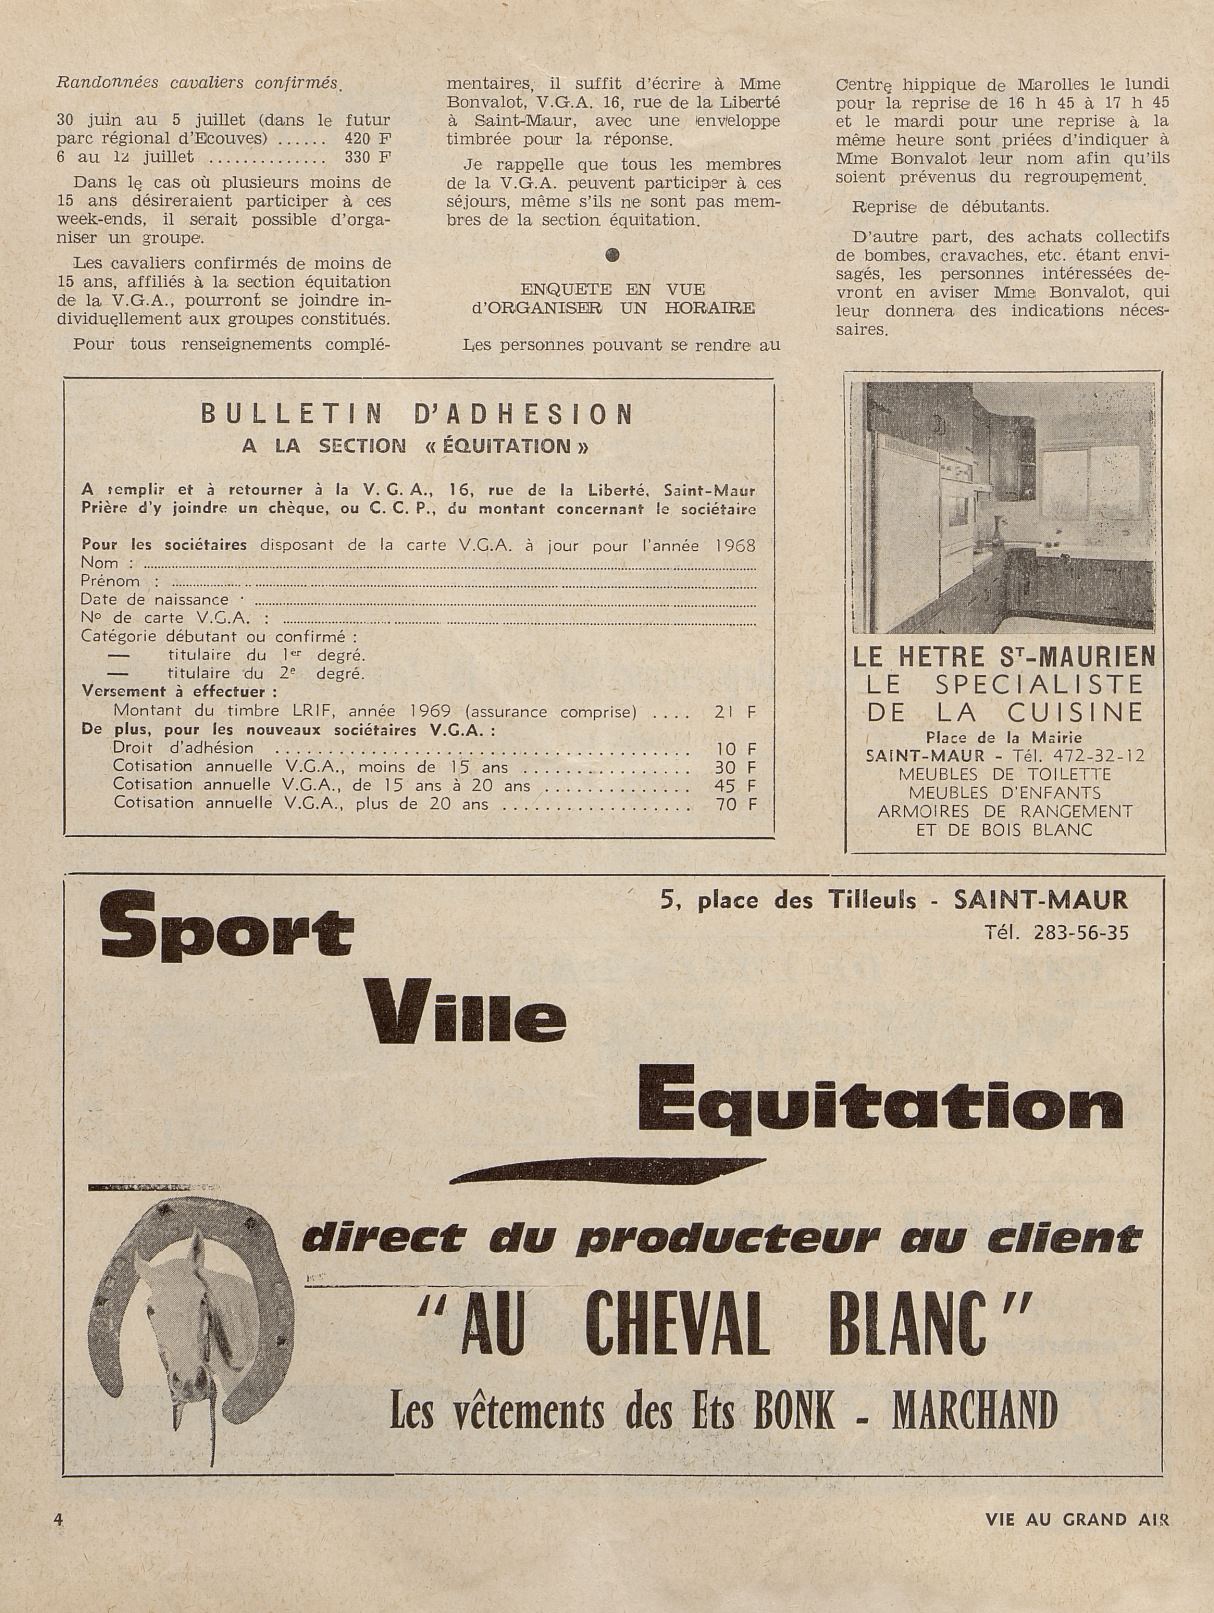 Randonnées cavaliers confirmés.
30 juin au 5 juillet (dans le futur
parc régional d'Ecouves) ...... 420 F
6 au 12 juillet ............. 330 F
Dans le cas où plusieurs moins de
15 ans désireraient participer à ces
week-ends, il serait possible d'orga-
niser un groupe.
Les cavaliers confirmés de moins de
15 ans, affiliés à la section équitation
de la V.G.A., pourront se joindre in-
dividuellement aux groupes constitués.
Pour tous renseignements complé-
mentaires, il suffit d'écrire à Mme
Bonvalot, V.G.A. 16, rue de la Liberté
à Saint-Maur, avec une enveloppe
timbrée pour la réponse.
Je rappelle que tous les membres
de la V.G.A. peuvent participer à ces
séjours, même s'ils ne sont pas mem-
bres de la section équitation.
ENQUETE EN VUE
d'ORGANISER UN HORAIRE
Les personnes pouvant se rendre au
Centre hippique de Marolles le lundi
pour la reprise de 16 h 45 à 17 h 45
et le mardi pour une reprise à la
même heure sont priées d'indiquer à
Mme Bonvalot leur nom afin qu'ils
soient prévenus du regroupement.
Reprise de débutants.
D'autre part, des achats collectifs
de bombes, cravaches, etc. étant envi-
sagés, les personnes intéressées de-
vront en aviser Mme Bonvalot, qui
leur donnera des indications néces-
saires.
BULLETIN D'ADHESION
A LA SECTION « ÉQUITATION »
A remplir et à retourner à la V. G. A., 16, rue de la Liberté, Saint-Maur
Prière d'y joindre un chèque, ou C. C. P., du montant concernant le sociétaire
Pour les sociétaires disposant de la carte V.G.A. à jour pour l'année 1968
Nom : ....................
Prénom : ....................
Date de naissance · ....................
Nº de carte V.G.A. : ....................
Catégorie débutant ou confirmé :
— titulaire du 1er degré.
— titulaire du 2e degré.
Versement à effectuer :
Montant du timbre LRIF, année 1969 (assurance comprise) .... 21 F
De plus, pour les nouveaux sociétaires V.G.A. :
Droit d'adhésion .................... 10 F
Cotisation annuelle V.G.A., moins de 15 ans ................ 30 F
Cotisation annuelle V.G.A., de 15 ans à 20 ans .............. 45 F
Cotisation annuelle V.G.A., plus de 20 ans .................. 70 F
LE HETRE ST-MAURIEN
LE SPECIALISTE
DE LA CUISINE
Place de la Mairie
SAINT-MAUR - Tél. 472-32-12
MEUBLES DE TOILETTE
MEUBLES D'ENFANTS
ARMOIRES DE RANGEMENT
ET DE BOIS BLANC
5, place des Tilleuls - SAINT-MAUR
Tél. 283-56-35
Sport
Ville
Equitation
direct du producteur au client
"AU CHEVAL BLANC"
Les vêtements des Ets BONK - MARCHAND
4
VIE AU GRAND AIR